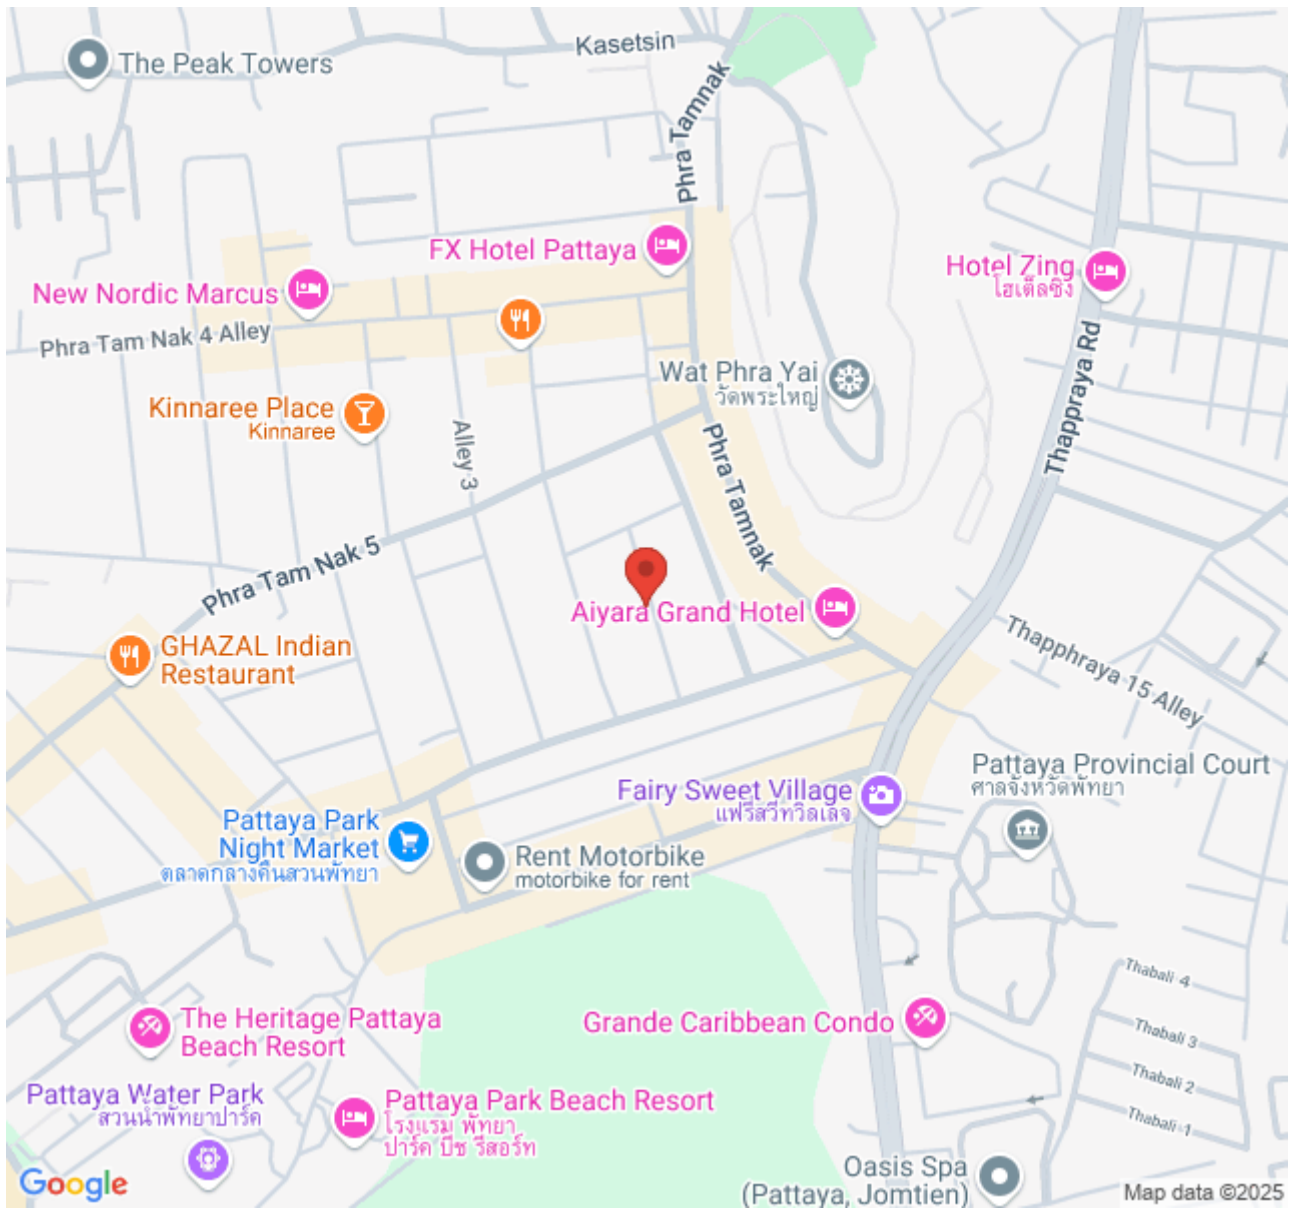 Kasetsin
The Peak Towers
Phra Tamnak
FX Hotel Pattaya
Hotel Zing
โฮเต็ลซิง
New Nordic Marcus
Phra Tam Nak 4 Alley
Wat Phra Yai
วัดพระใหญ่
Thappraya Rd
Kinnaree Place
Kinnaree
Alley 3
Phra Tamnak
Phra Tam Nak 5
Aiyara Grand Hotel
Thapphraya 15 Alley
GHAZAL Indian
Restaurant
Pattaya Provincial Court
ศาลจังหวัดพัทยา
Fairy Sweet Village
แฟรี่สวีทวิลเลจ
Pattaya Park
Night Market
ตลาดกลางคืนสวนพัทยา
Rent Motorbike
motorbike for rent
Thabali 4
The Heritage Pattaya
Beach Resort
Grande Caribbean Condo
Thabali 3
Thabali 2
Pattaya Water Park
สวนน้ำพัทยาปาร์ค
Pattaya Park Beach Resort
โรงแรม พัทยา
ปาร์ค บีช รีสอร์ท
Thabali 1
Oasis Spa
(Pattaya, Jomtien)
Google
Map data ©2025